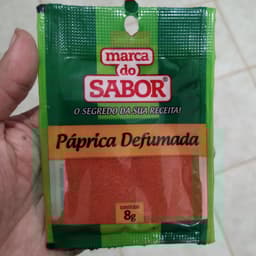 marca
do
SABOR
O SEGREDO DA SUA RECEITA!
Páprica Defumada
8g